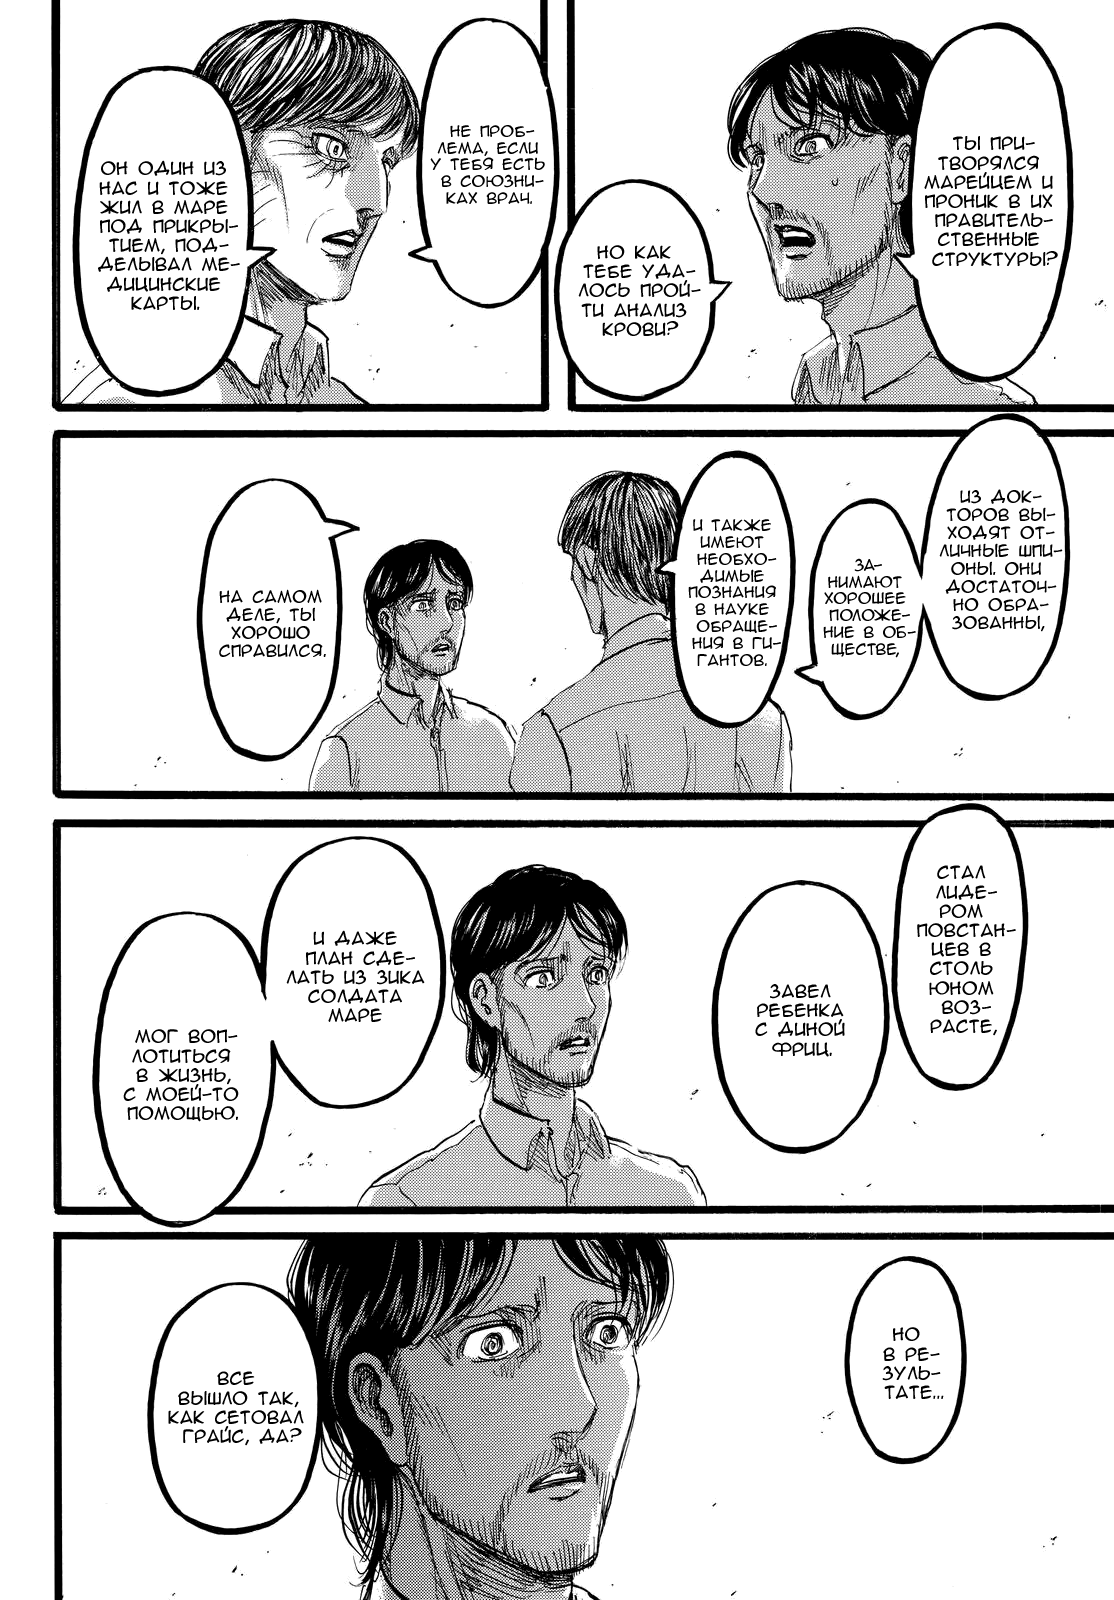 ТЫ ПРИ-
ТВОРЯЛСЯ
МАРЕЙЦЕМ И
ПРОНИК В ИХ
ПРАВИТЕЛЬ-
СТВЕННЫЕ
СТРУКТУРЫ?
НО КАК
ТЕБЕ УДА-
ЛОСЬ ПРОЙ-
ТИ АНАЛИЗ
КРОВИ?
НЕ ПРОБ-
ЛЕМА, ЕСЛИ
У ТЕБЯ ЕСТЬ
В СОЮЗНИ-
КАХ ВРАЧ.
ОН ОДИН ИЗ
НАС И ТОЖЕ
ЖИЛ В МАРЕ
ПОД ПРИКРЫ-
ТИЕМ, ПОД-
ДЕЛЫВАЛ МЕ-
ДИЦИНСКИЕ
КАРТЫ.
ИЗ ДОК-
ТОРОВ ВЫ-
ХОДЯТ ОТ-
ЛИЧНЫЕ ШПИ-
ОНЫ. ОНИ
ДОСТАТОЧ-
НО ОБРА-
ЗОВАННЫ,
ЗА-
НИМАЮТ
ХОРОШЕЕ
ПОЛОЖЕ-
НИЕ В ОБ-
ЩЕСТВЕ,
И ТАКЖЕ
ИМЕЮТ
НЕОБХО-
ДИМЫЕ
ПОЗНАНИЯ
В НАУКЕ
ОБРАЩЕ-
НИЯ В ГИ-
ГАНТОВ.
НА САМОМ
ДЕЛЕ, ТЫ
ХОРОШО
СПРАВИЛСЯ.
СТАЛ
ЛИДЕ-
РОМ
ПОВСТАН-
ЦЕВ В
СТОЛЬ
ЮНОМ
ВОЗ-
РАСТЕ,
ЗАВЕЛ
РЕБЕНКА
С ДИНОЙ
ФРИЦ.
И ДАЖЕ
ПЛАН СДЕ-
ЛАТЬ ИЗ ЗИКА
СОЛДАТА
МАРЕ
МОГ ВОП-
ЛОТИТЬСЯ
В ЖИЗНЬ,
С МОЕЙ-ТО
ПОМОЩЬЮ.
НО
В РЕ-
ЗУЛЬ-
ТАТЕ...
ВСЕ
ВЫШЛО ТАК,
КАК СЕТОВАЛ
ГРАЙС, ДА?